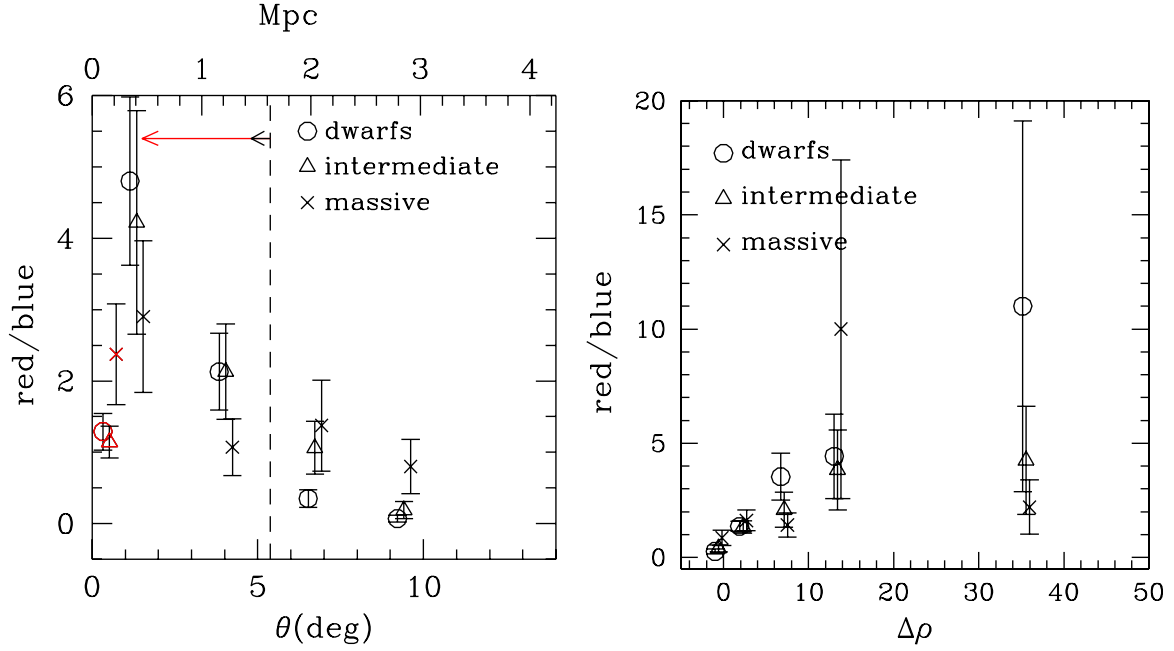 Mpc
0 1 2 3 4
6
4
2
0
red/blue
dwarfs
intermediate
massive
0 5 10
θ(deg)
20
15
10
5
0
red/blue
dwarfs
intermediate
massive
0 10 20 30 40 50
Δρ